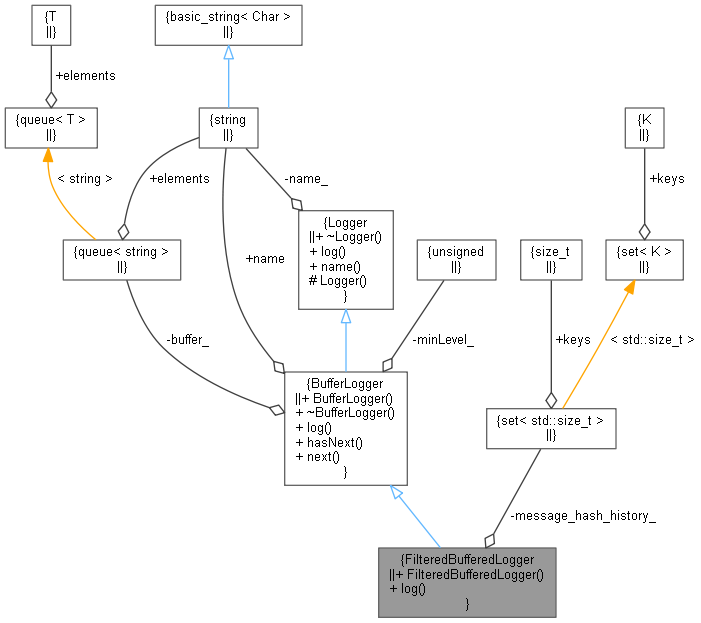 {T
||}
{basic_string< Char >
||}
+elements
{queue< T >
||}
{string
||}
{K
||}
< string >
+elements
-name_
+keys
{queue< string >
||}
+name
{Logger
||+ ~Logger()
+ log()
+ name()
# Logger()
}
{unsigned
||}
{size_t
||}
{set< K >
||}
-buffer_
-minLevel_
+keys
< std::size_t >
{BufferLogger
||+ BufferLogger()
+ ~BufferLogger()
+ log()
+ hasNext()
+ next()
}
{set< std::size_t >
||}
-message_hash_history_
{FilteredBufferedLogger
||+ FilteredBufferedLogger()
+ log()
}